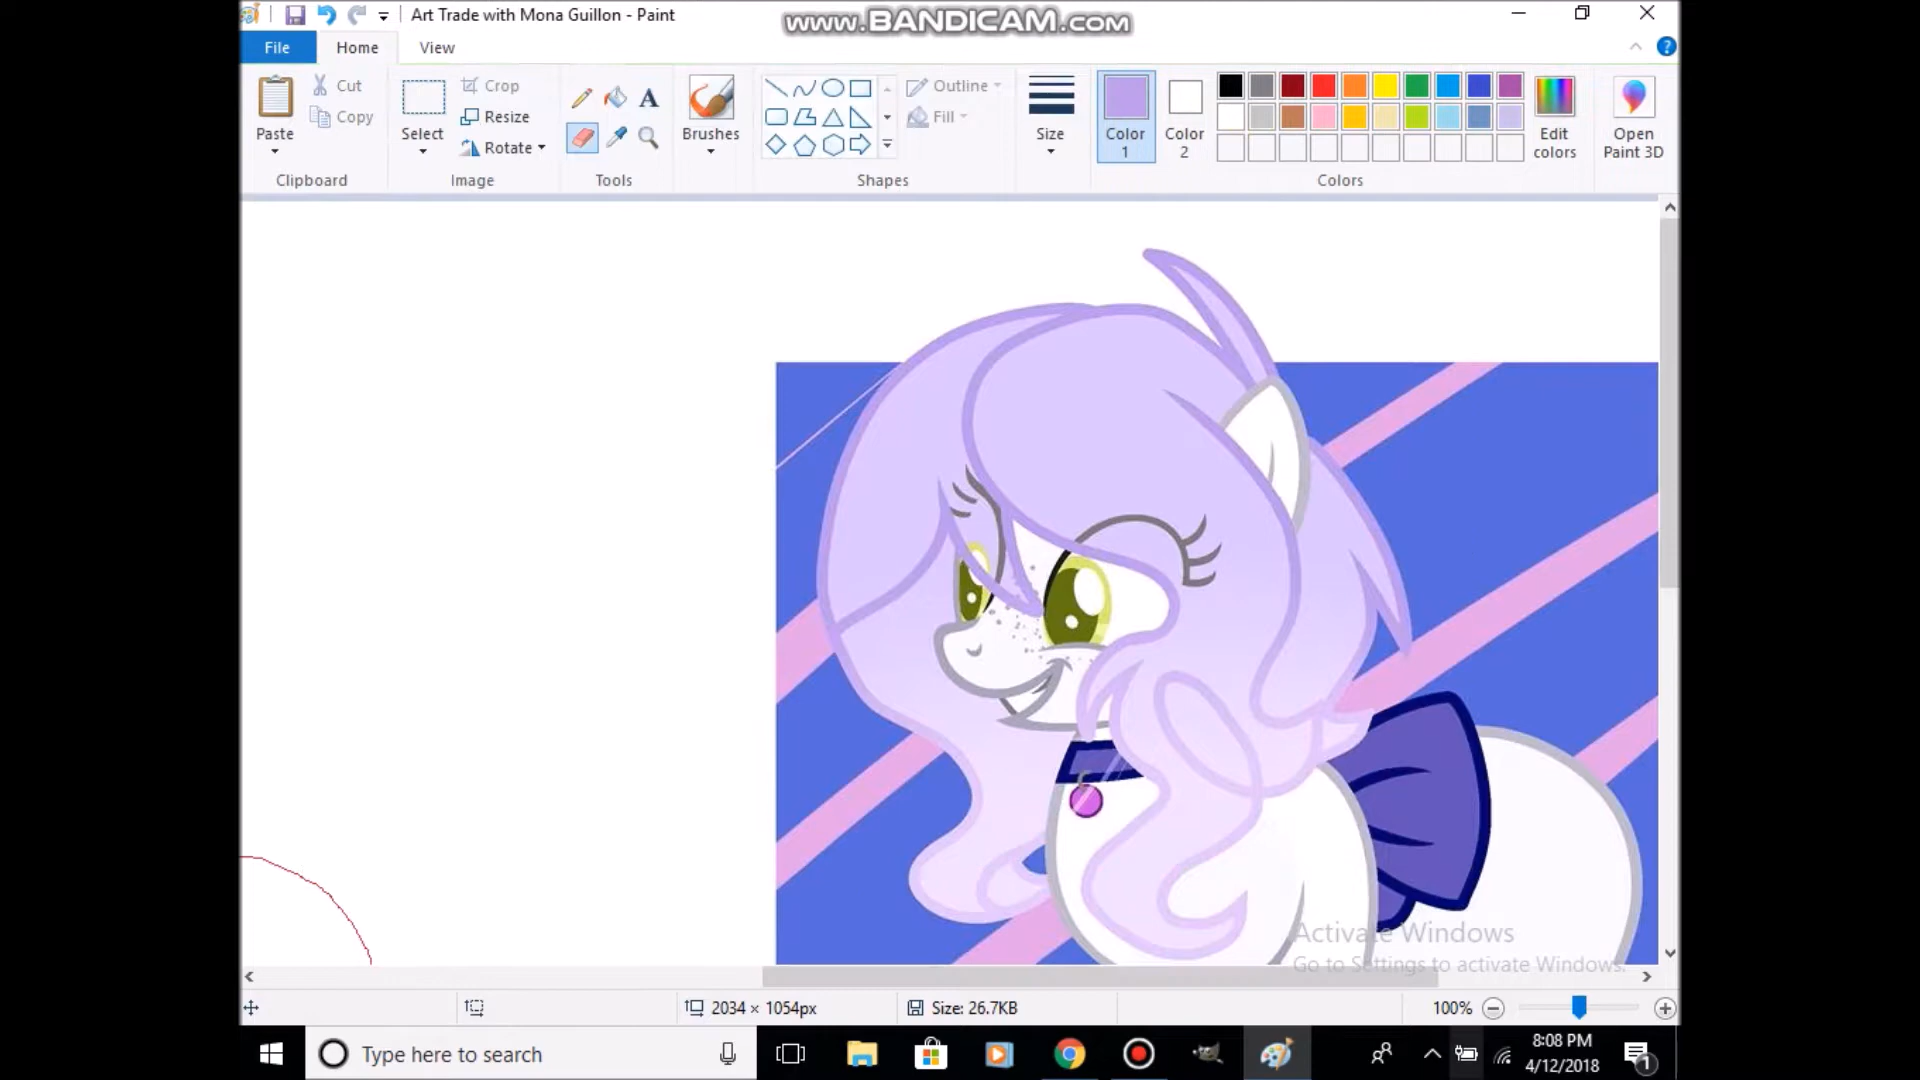 Art Trade with Mona Guillon - Paint
www.BANDICAM.com
File
Home
View
?
Paste
Cut
Copy
Clipboard
Select
Crop
Resize
Rotate
Image
A
Tools
Brushes
Outline
Fill
Shapes
Size
Color
1
Color
2
Colors
Edit
colors
Open
Paint 3D
Activate Windows
Go to Settings to activate Windows.
2034 × 1054px
Size: 26.7KB
100%
Type here to search
8:08 PM
4/12/2018
1